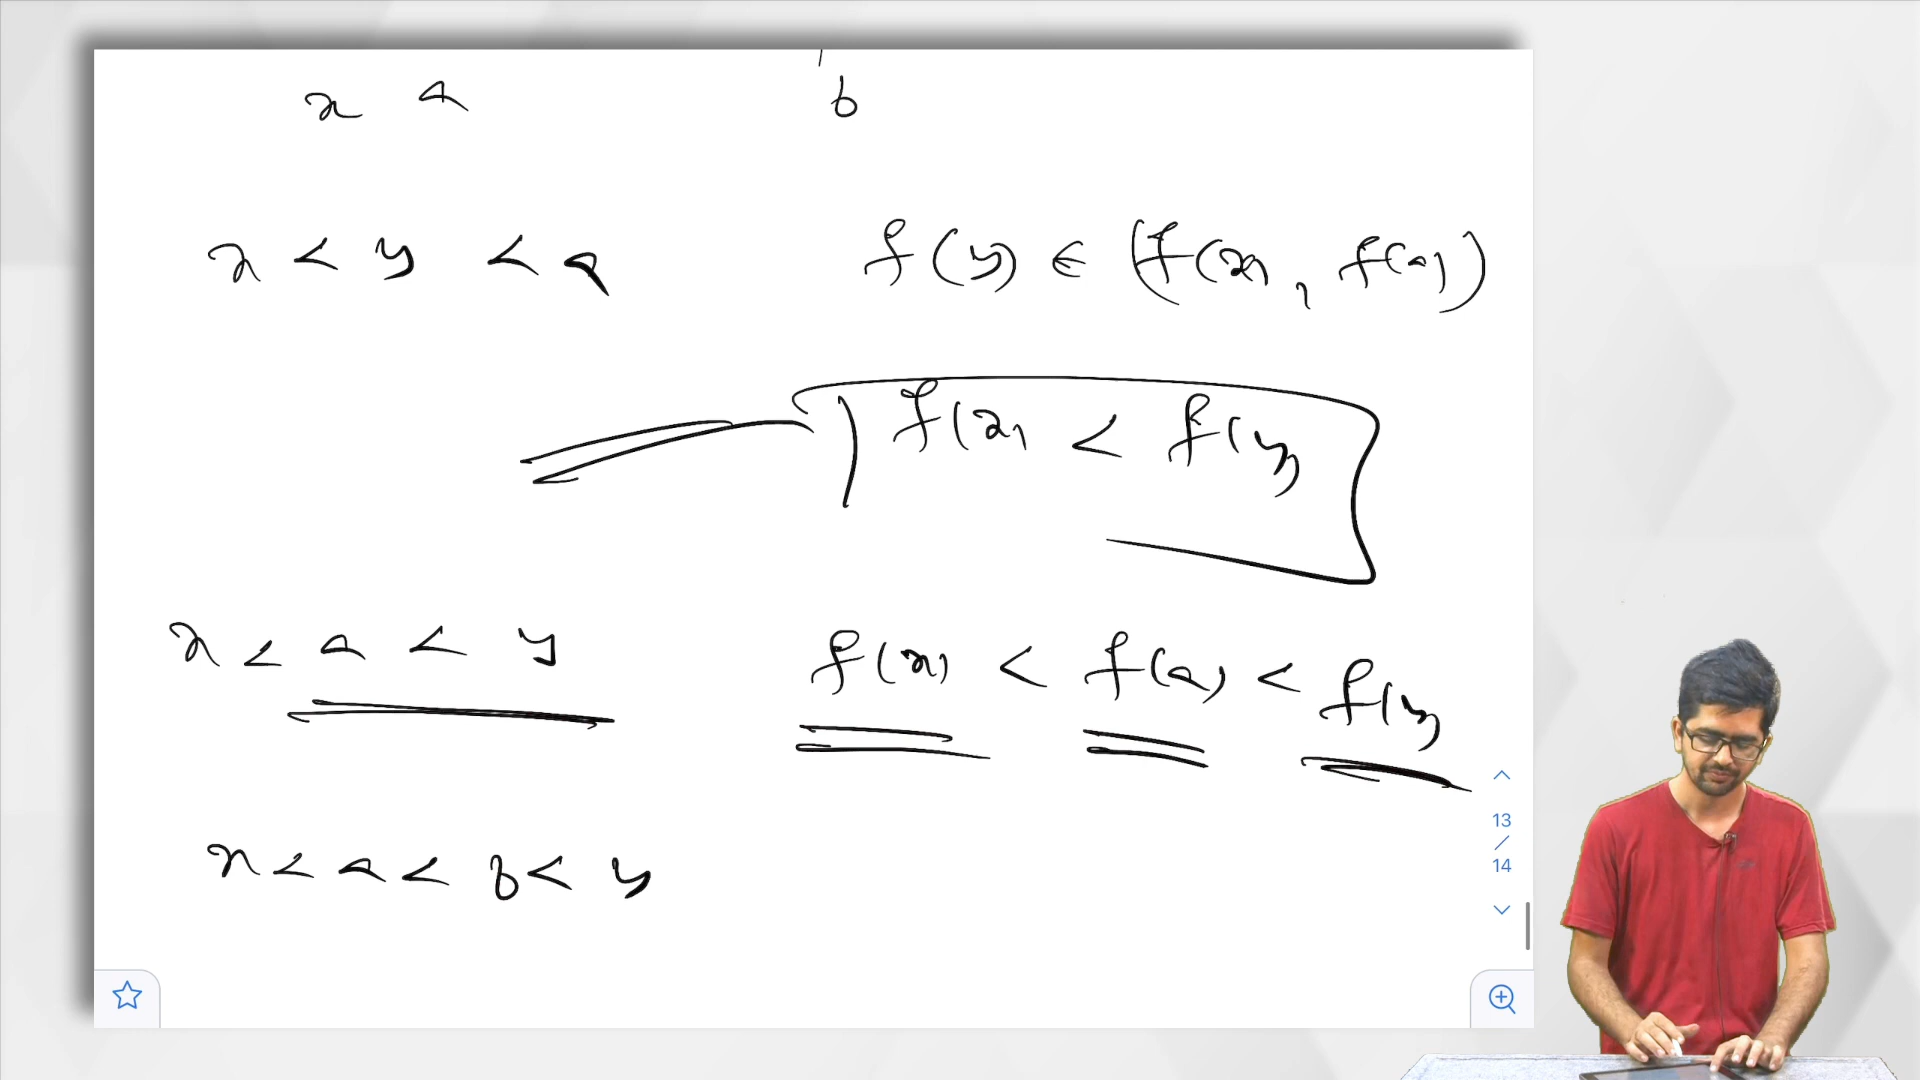 x a b
x < y < a f(y) ∈ (f(x), f(a))
f(x) < f(y)
x < a < y f(x) < f(a) < f(y)
x < a < b < y
13
/
14